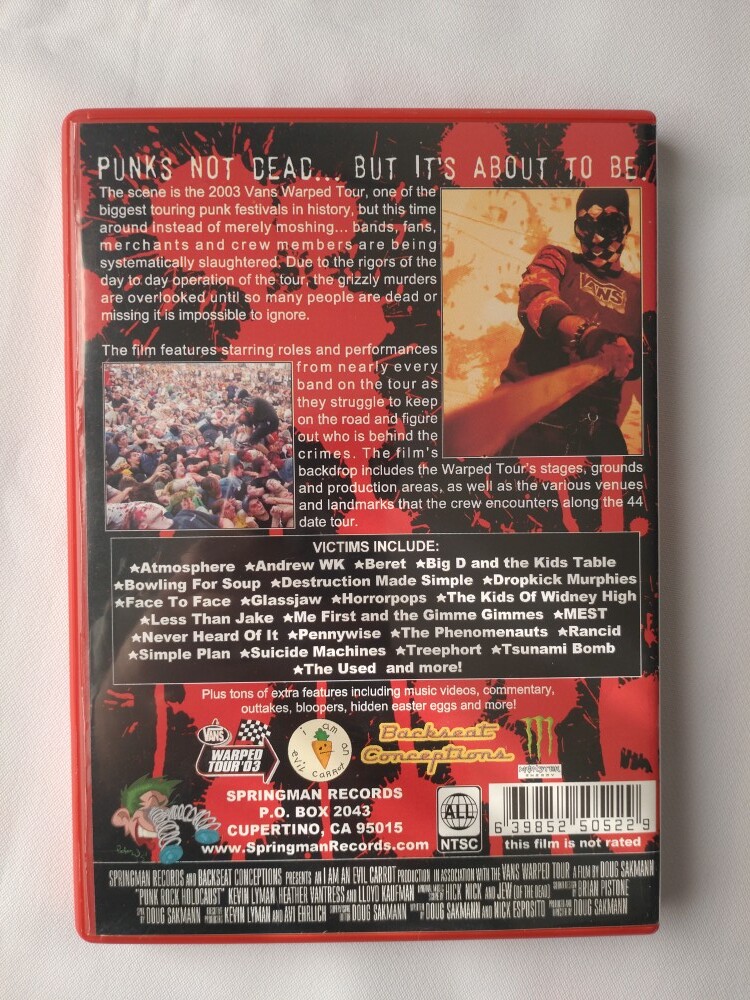 PUNKS NOT DEAD... BUT IT'S ABOUT TO BE.
The scene is the 2003 Vans Warped Tour, one of the
biggest touring punk festivals in history, but this time
around instead of merely moshing... bands, fans,
merchants and crew members are being
systematically slaughtered. Due to the rigors of the
day to day operation of the tour, the grizzly murders
are overlooked until so many people are dead or
missing it is impossible to ignore.
VANS
The film features starring roles and performances
from nearly every
band on the tour as
they struggle to keep
on the road and figure
out who is behind the
crimes. The film's
backdrop includes the Warped Tour's stages, grounds
and production areas, as well as the various venues
and landmarks that the crew encounters along the 44
date tour.
VICTIMS INCLUDE:
★Atmosphere ★Andrew WK ★Beret ★Big D and the Kids Table
★Bowling For Soup ★Destruction Made Simple ★Dropkick Murphies
★Face To Face ★Glassjaw ★Horrorpops ★The Kids Of Widney High
★Less Than Jake ★Me First and the Gimme Gimmes ★MEST
★Never Heard Of It ★Pennywise ★The Phenomenauts ★Rancid
★Simple Plan ★Suicide Machines ★Treephort ★Tsunami Bomb
★The Used and more!
Plus tons of extra features including music videos, commentary,
outtakes, bloopers, hidden easter eggs and more!
VANS
WARPED
TOUR '03
i am an
evil carrot
Backseat
Conceptions
MONSTER
ENERGY
SPRINGMAN RECORDS
P.O. BOX 2043
CUPERTINO, CA 95015
www.SpringmanRecords.com
ALL
NTSC
6 39852 50522 9
this film is not rated
SPRINGMAN RECORDS AND BACKSEAT CONCEPTIONS PRESENTS AN I AM AN EVIL CARROT PRODUCTION IN ASSOCIATION WITH THE VANS WARPED TOUR A FILM BY DOUG SAKMANN
"PUNK ROCK HOLOCAUST" KEVIN LYMAN HEATHER VANTRESS AND LLOYD KAUFMAN HICK NICK AND JEW (OF THE DEAD) BRIAN PISTONE
DOUG SAKMANN KEVIN LYMAN AND AVI EHRLICH DOUG SAKMANN DOUG SAKMANN AND NICK ESPOSITO DOUG SAKMANN